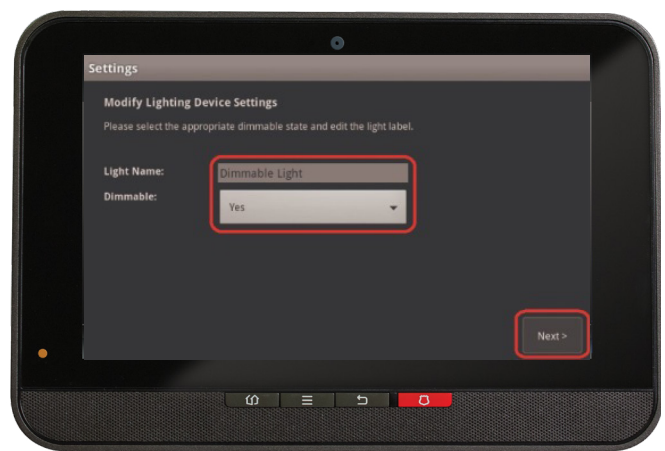 Settings
Modify Lighting Device Settings
Please select the appropriate dimmable state and edit the light label.
Light Name:
Dimmable Light
Dimmable:
Yes
Next >